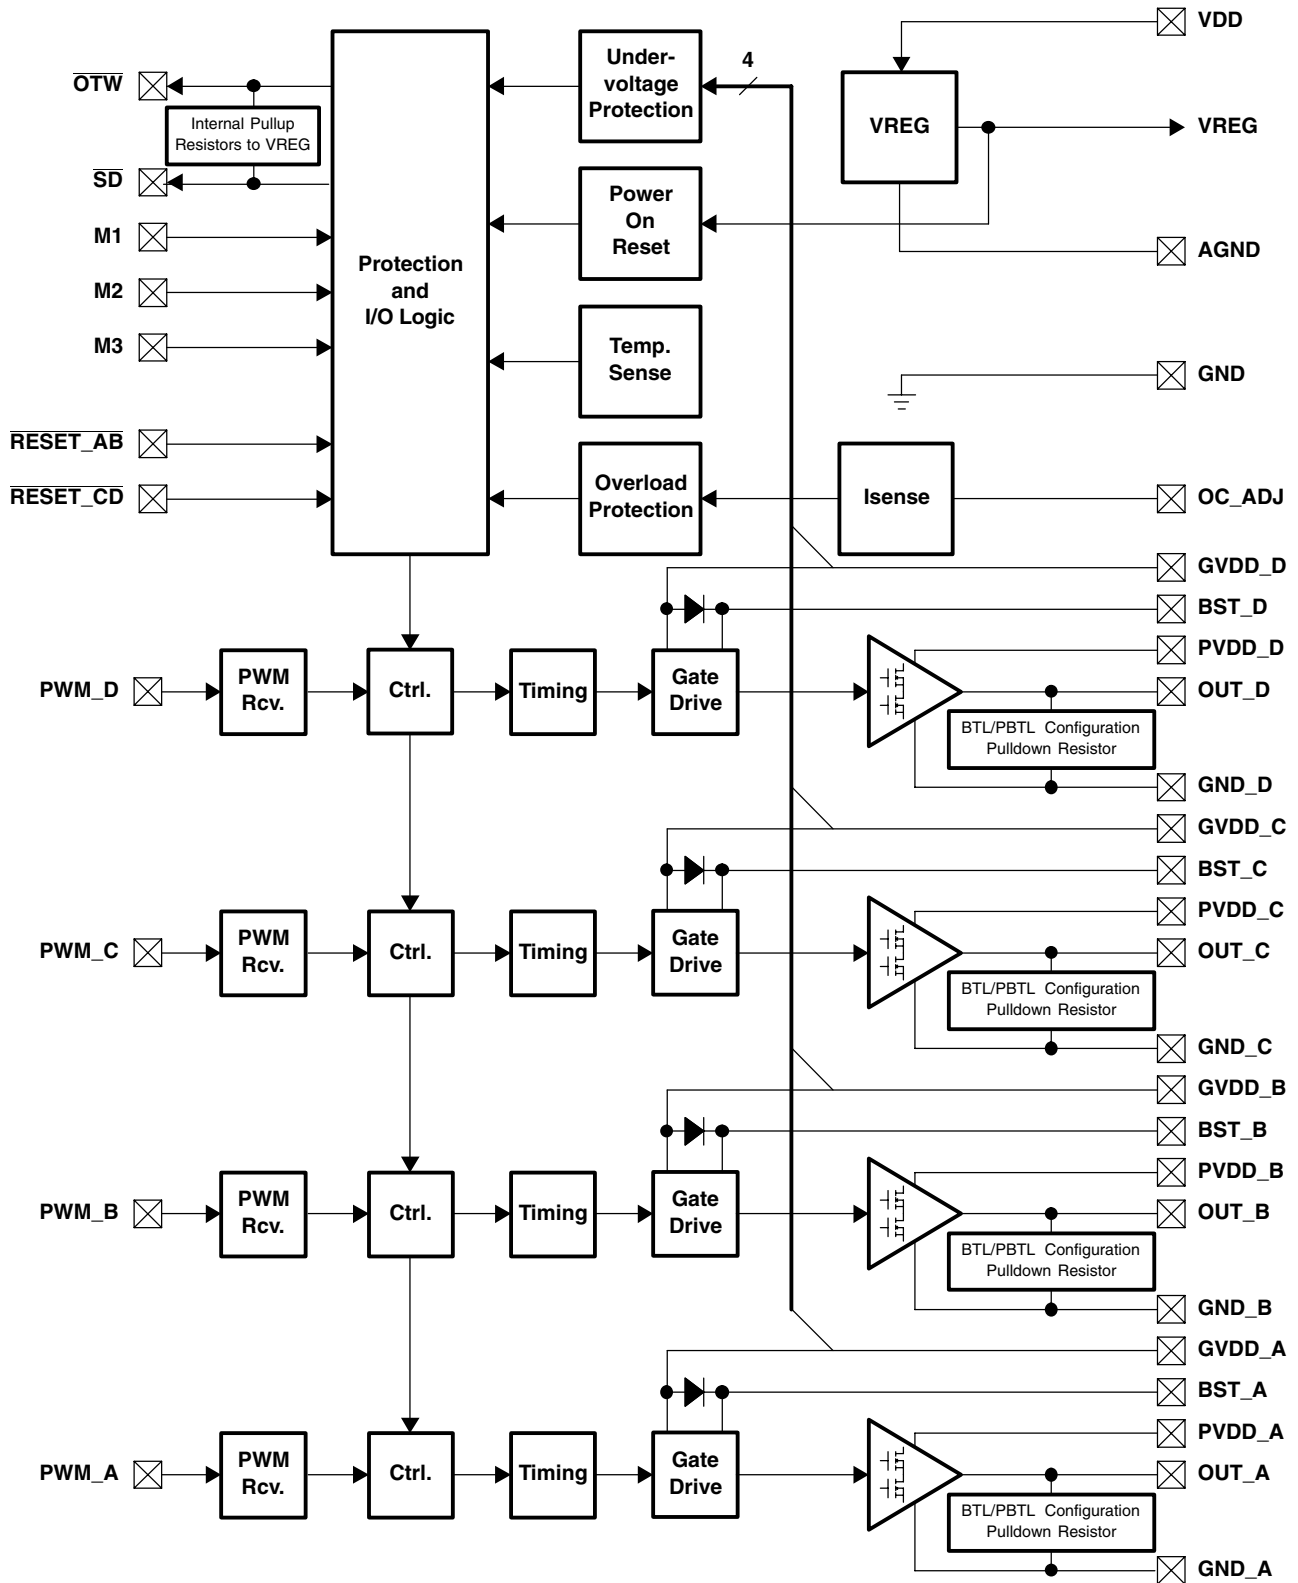 VDD
4
Under-
voltage
Protection
OTW
Internal Pullup
Resistors to VREG
VREG
VREG
SD
Power
On
Reset
M1
AGND
Protection
and
I/O Logic
M2
M3
Temp.
Sense
GND
RESET_AB
RESET_CD
Overload
Protection
Isense
OC_ADJ
GVDD_D
BST_D
PVDD_D
PWM_D
PWM
Rcv.
Ctrl.
Timing
Gate
Drive
OUT_D
BTL/PBTL Configuration
Pulldown Resistor
GND_D
GVDD_C
BST_C
PVDD_C
PWM_C
PWM
Rcv.
Ctrl.
Timing
Gate
Drive
OUT_C
BTL/PBTL Configuration
Pulldown Resistor
GND_C
GVDD_B
BST_B
PVDD_B
PWM_B
PWM
Rcv.
Ctrl.
Timing
Gate
Drive
OUT_B
BTL/PBTL Configuration
Pulldown Resistor
GND_B
GVDD_A
BST_A
PVDD_A
PWM_A
PWM
Rcv.
Ctrl.
Timing
Gate
Drive
OUT_A
BTL/PBTL Configuration
Pulldown Resistor
GND_A